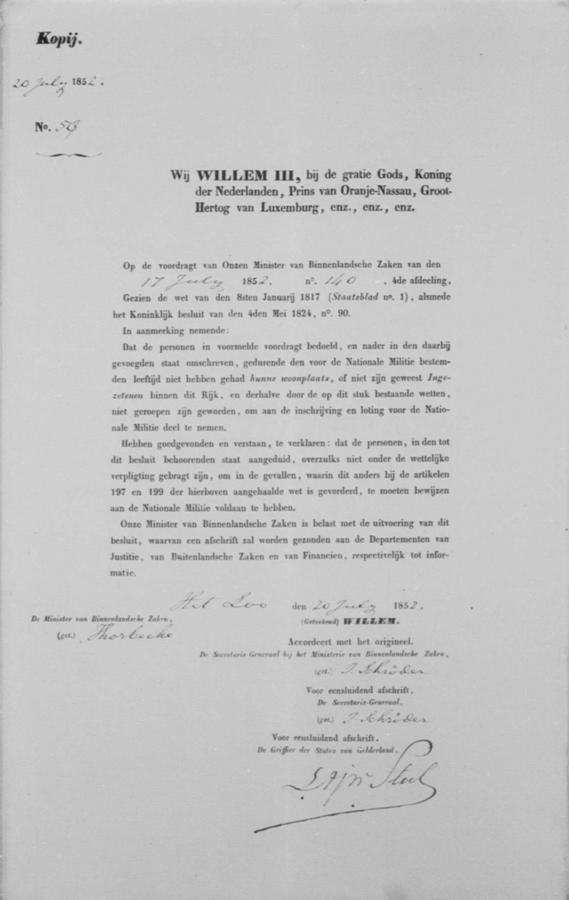 Kopij.
20 July 1852.
No. 58
Wij WILLEM III, bij de gratie Gods, Koning
der Nederlanden, Prins van Oranje-Nassau, Groot-
Hertog van Luxemburg, enz., enz., enz.
Op de voordragt van Onzen Minister van Binnenlandsche Zaken van den
17 July 1852. no. 140 , 4de afdeeling,
Gezien de wet van den 8sten Januarij 1817 (Staatsblad no. 1), alsmede
het Koninklijk besluit van den 4den Mei 1824, no. 90.
In aanmerking nemende:
Dat de personen in voormelde voordragt bedoeld, en nader in den daarbij
gevoegden staat omschreven, gedurende den voor de Nationale Militie bestem-
den leeftijd niet hebben gehad hunne woonplaats, of niet zijn geweest Inge-
zetenen binnen dit Rijk, en derhalve door de op dit stuk bestaande wetten,
niet geroepen zijn geworden, om aan de inschrijving en loting voor de Natio-
nale Militie deel te nemen.
Hebben goedgevonden en verstaan, te verklaren: dat de personen, in den tot
dit besluit behoorenden staat aangeduid, overzulks niet onder de wettelijke
verpligting gebragt zijn, om in de gevallen, waarin dit anders bij de artikelen
197 en 199 der hierboven aangehaalde wet is gevorderd, te moeten bewijzen
aan de Nationale Militie voldaan te hebben.
Onze Minister van Binnenlandsche Zaken is belast met de uitvoering van dit
besluit, waarvan een afschrift zal worden gezonden aan de Departementen van
Justitie, van Buitenlandsche Zaken en van Financien, respectivelijk tot infor-
matie.
Het Loo den 20 July 1852.
De Minister van Binnenlandsche Zaken, (Geteekend) WILLEM.
(get.) Thorbecke
Accordeert met het origineel.
De Secretaris-Generaal bij het Ministerie van Binnenlandsche Zaken,
(get.) J. Schröder
Voor eensluidend afschrift,
De Secretaris-Generaal,
(get.) J. Schröder
Voor eensluidend afschrift.
De Griffier der Staten van Gelderland,